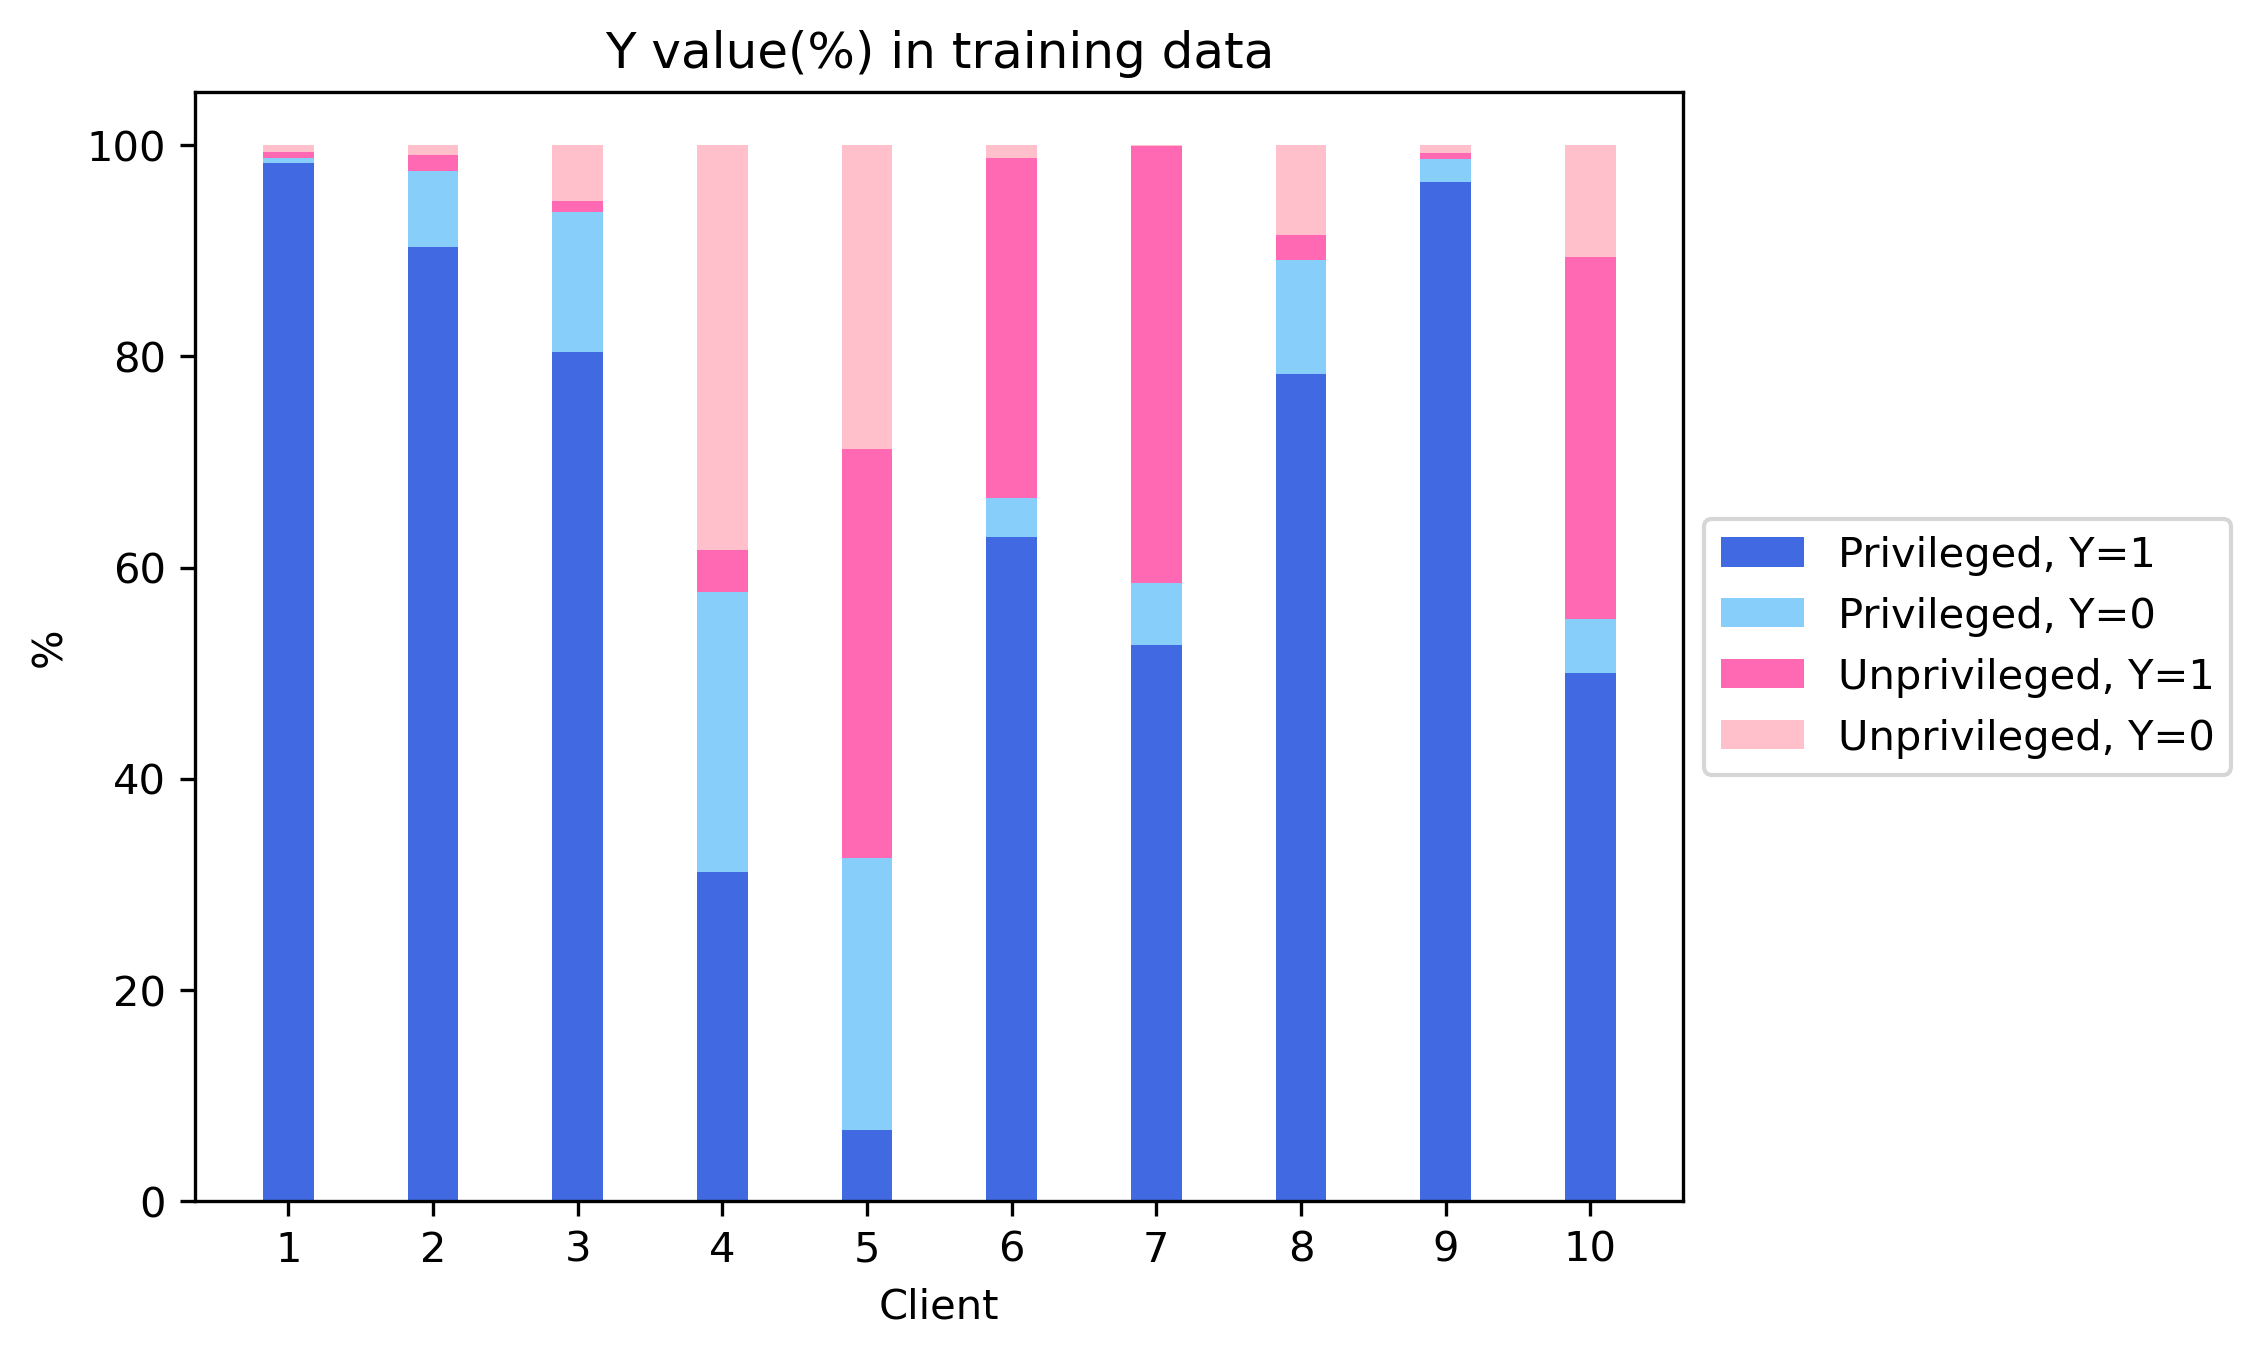 Y value(%) in training data
100
80
60
40
20
0
%
1 2 3 4 5 6 7 8 9 10
Client
Privileged, Y=1
Privileged, Y=0
Unprivileged, Y=1
Unprivileged, Y=0